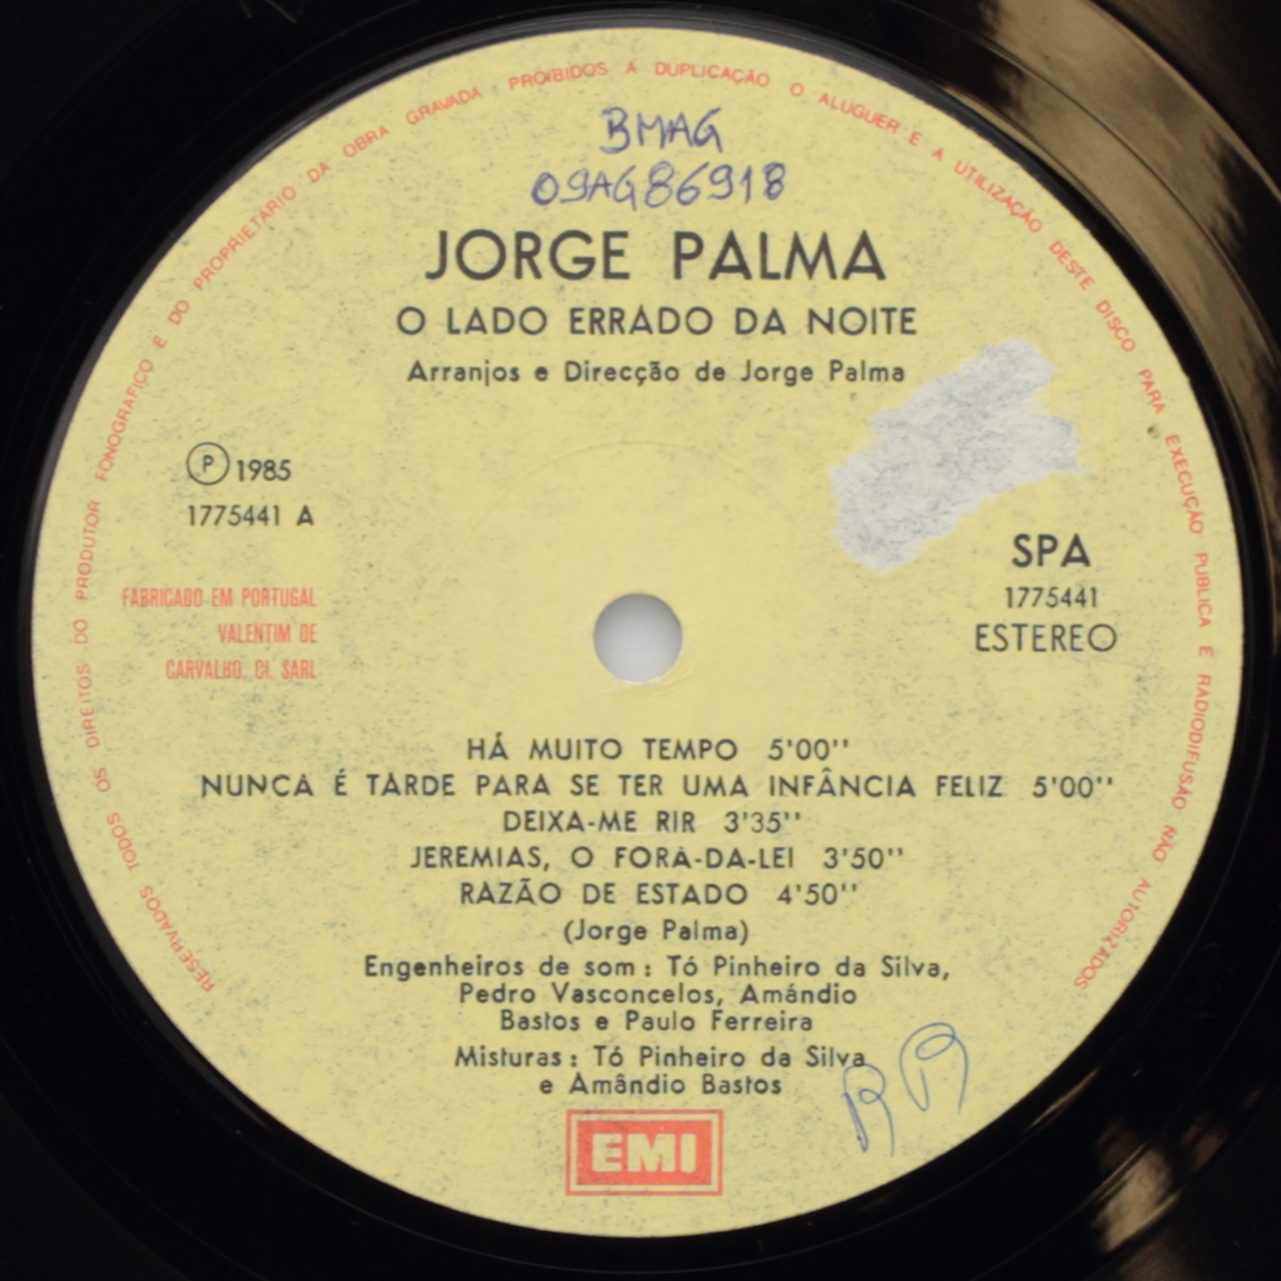 RESERVADOS TODOS OS DIREITOS DO PRODUTOR FONOGRAFICO E DO PROPRIETARIO DA OBRA GRAVADA · PROIBIDOS A DUPLICAÇÃO O ALUGUER E A UTILIZAÇÃO DESTE DISCO PARA EXECUÇÃO PUBLICA E RADIODIFUSÃO NÃO AUTORIZADOS
BMAG
09AG86918
JORGE PALMA
O LADO ERRADO DA NOITE
Arranjos e Direcção de Jorge Palma
℗ 1985
1775441 A
FABRICADO EM PORTUGAL
VALENTIM DE
CARVALHO, CI, SARL
SPA
1775441
ESTEREO
HÁ MUITO TEMPO 5'00''
NUNCA É TARDE PARA SE TER UMA INFÂNCIA FELIZ 5'00''
DEIXA-ME RIR 3'35''
JEREMIAS, O FORA-DA-LEI 3'50''
RAZÃO DE ESTADO 4'50''
(Jorge Palma)
Engenheiros de som: Tó Pinheiro da Silva,
Pedro Vasconcelos, Amândio
Bastos e Paulo Ferreira
Misturas: Tó Pinheiro da Silva
e Amândio Bastos
EMI